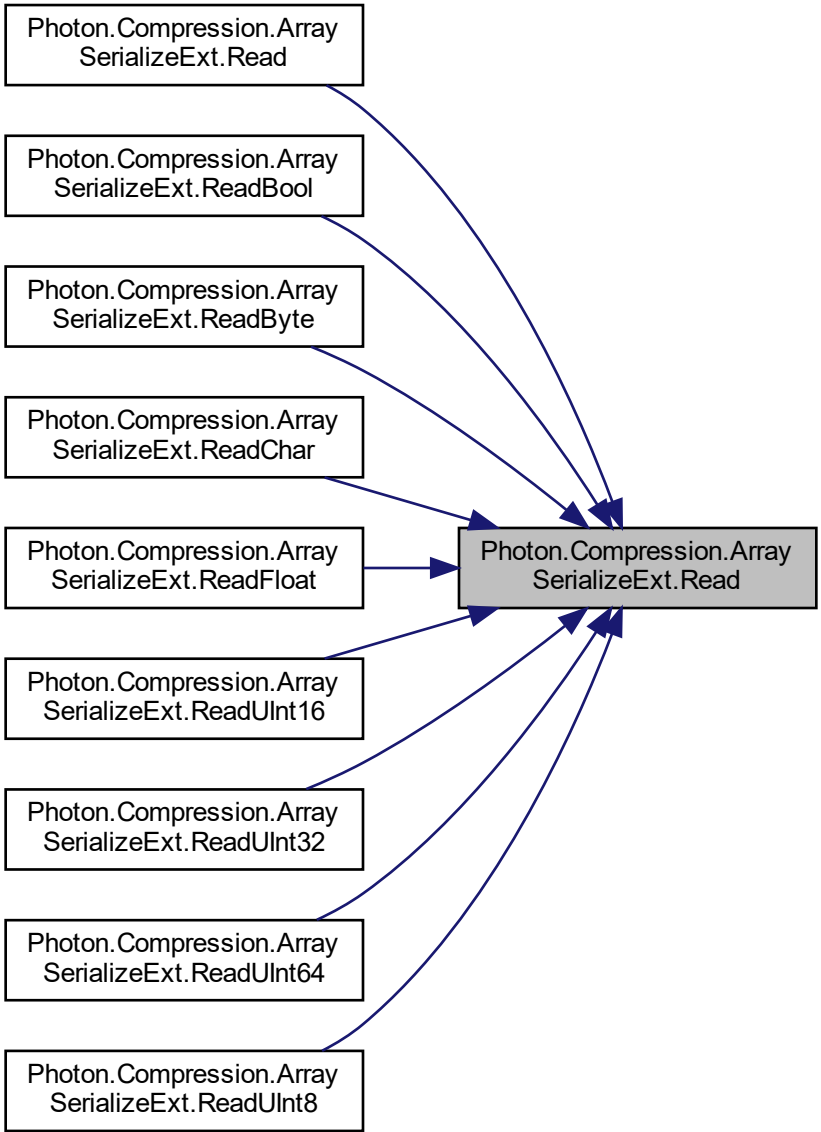 Photon.Compression.Array
SerializeExt.Read
Photon.Compression.Array
SerializeExt.ReadBool
Photon.Compression.Array
SerializeExt.ReadByte
Photon.Compression.Array
SerializeExt.ReadChar
Photon.Compression.Array
SerializeExt.ReadFloat
Photon.Compression.Array
SerializeExt.Read
Photon.Compression.Array
SerializeExt.ReadUInt16
Photon.Compression.Array
SerializeExt.ReadUInt32
Photon.Compression.Array
SerializeExt.ReadUInt64
Photon.Compression.Array
SerializeExt.ReadUInt8